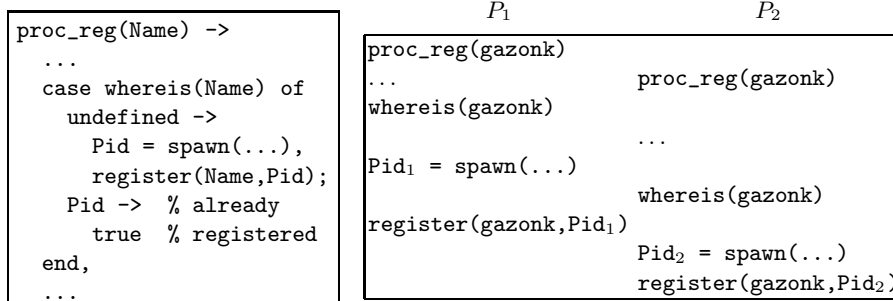 proc_reg(Name) ->
...
case whereis(Name) of
undefined ->
Pid = spawn(...),
register(Name,Pid);
Pid -> % already
true % registered
end,
...
P₁ P₂
proc_reg(gazonk)
... proc_reg(gazonk)
whereis(gazonk)
...
Pid₁ = spawn(...)
whereis(gazonk)
register(gazonk,Pid₁)
Pid₂ = spawn(...)
register(gazonk,Pid₂)